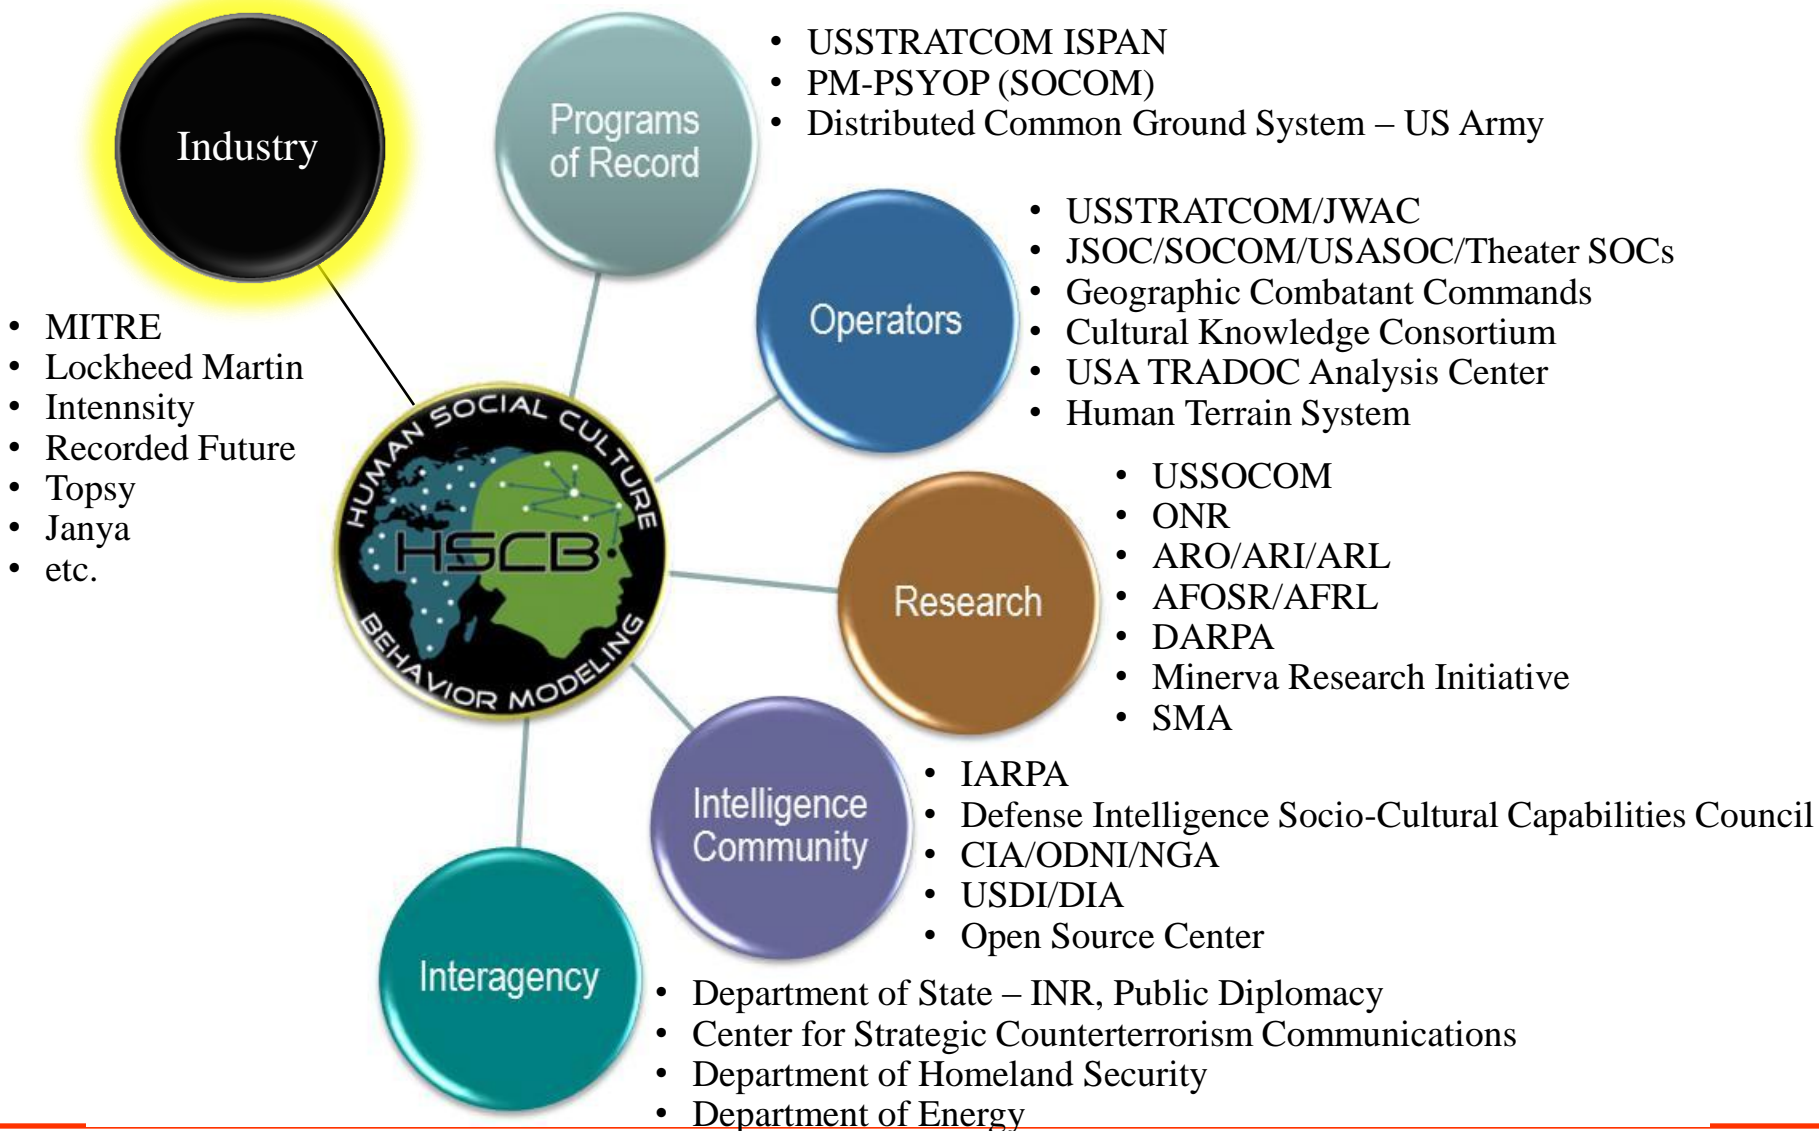 Industry
• MITRE
• Lockheed Martin
• Intennsity
• Recorded Future
• Topsy
• Janya
• etc.
Programs
of Record
• USSTRATCOM ISPAN
• PM-PSYOP (SOCOM)
• Distributed Common Ground System – US Army
Operators
• USSTRATCOM/JWAC
• JSOC/SOCOM/USASOC/Theater SOCs
• Geographic Combatant Commands
• Cultural Knowledge Consortium
• USA TRADOC Analysis Center
• Human Terrain System
HUMAN SOCIAL CULTURE
HSCB
BEHAVIOR MODELING
Research
• USSOCOM
• ONR
• ARO/ARI/ARL
• AFOSR/AFRL
• DARPA
• Minerva Research Initiative
• SMA
Intelligence
Community
• IARPA
• Defense Intelligence Socio-Cultural Capabilities Council
• CIA/ODNI/NGA
• USDI/DIA
• Open Source Center
Interagency
• Department of State – INR, Public Diplomacy
• Center for Strategic Counterterrorism Communications
• Department of Homeland Security
• Department of Energy